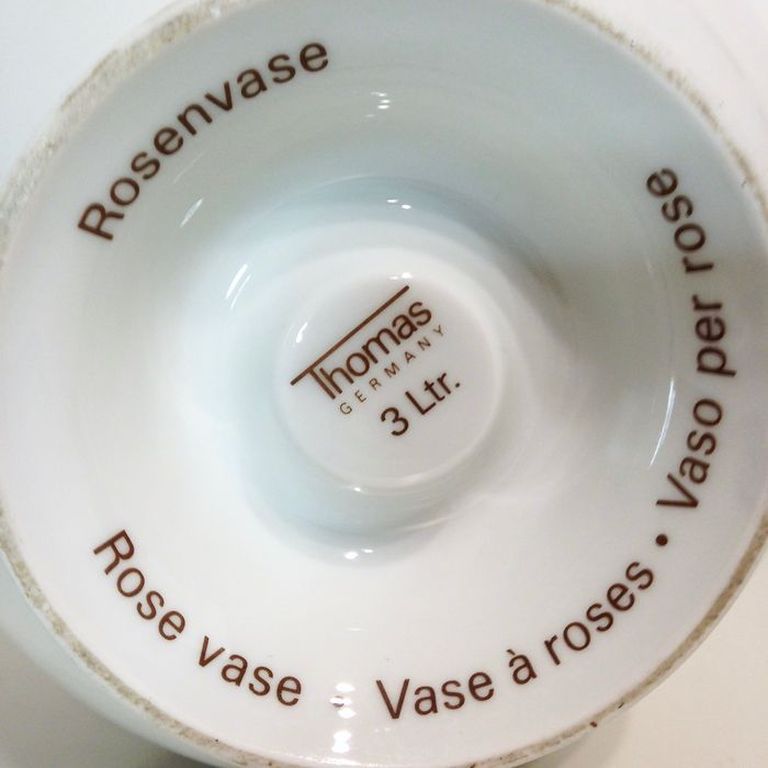 Rosenvase
Thomas
GERMANY
3 Ltr.
Rose vase • Vase à roses • Vaso per rose